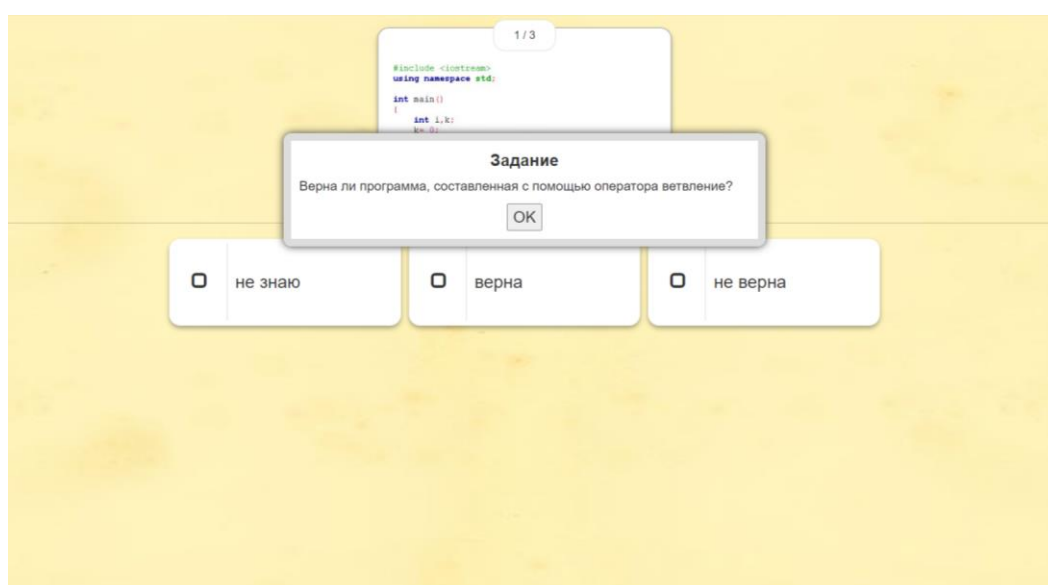 1 / 3
#include <iostream>
using namespace std;
int main()
{
int i,k;
k= 0;
Задание
Верна ли программа, составленная с помощью оператора ветвление?
OK
не знаю
верна
не верна